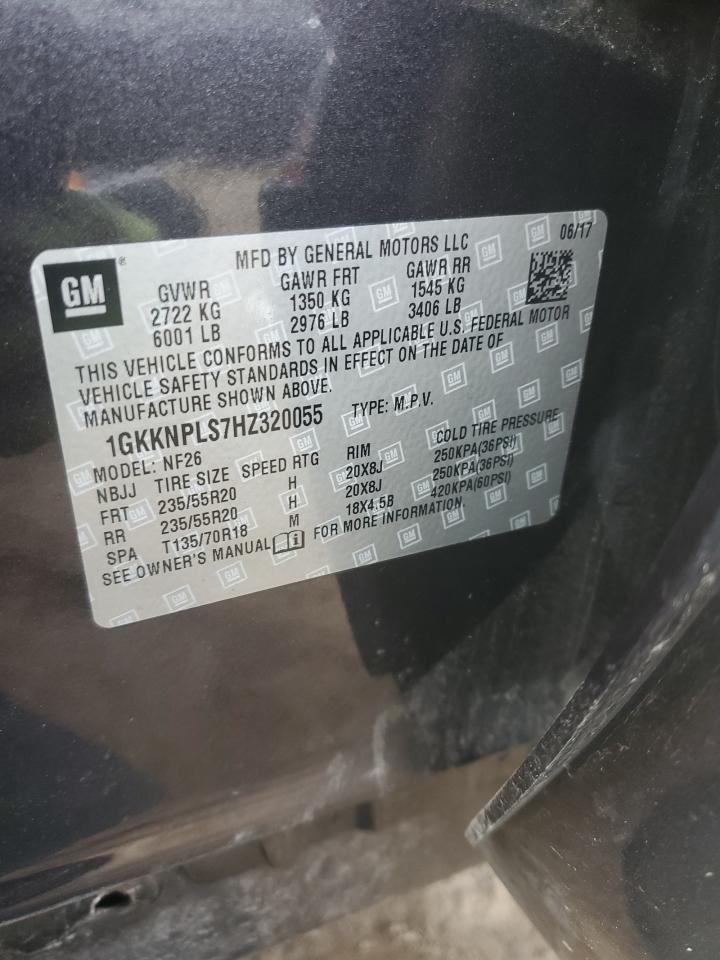 GM
MFD BY GENERAL MOTORS LLC 06/17
GVWR GAWR FRT GAWR RR
2722 KG 1350 KG 1545 KG
6001 LB 2976 LB 3406 LB
THIS VEHICLE CONFORMS TO ALL APPLICABLE U.S. FEDERAL MOTOR
VEHICLE SAFETY STANDARDS IN EFFECT ON THE DATE OF
MANUFACTURE SHOWN ABOVE.
1GKKNPLS7HZ320055 TYPE: M.P.V.
MODEL: NF26
NBJJ TIRE SIZE SPEED RTG RIM COLD TIRE PRESSURE
FRT 235/55R20 H 20X8J 250KPA(36PSI)
RR 235/55R20 H 20X8J 250KPA(36PSI)
SPA T135/70R18 M 18X4.5B 420KPA(60PSI)
SEE OWNER'S MANUAL FOR MORE INFORMATION.